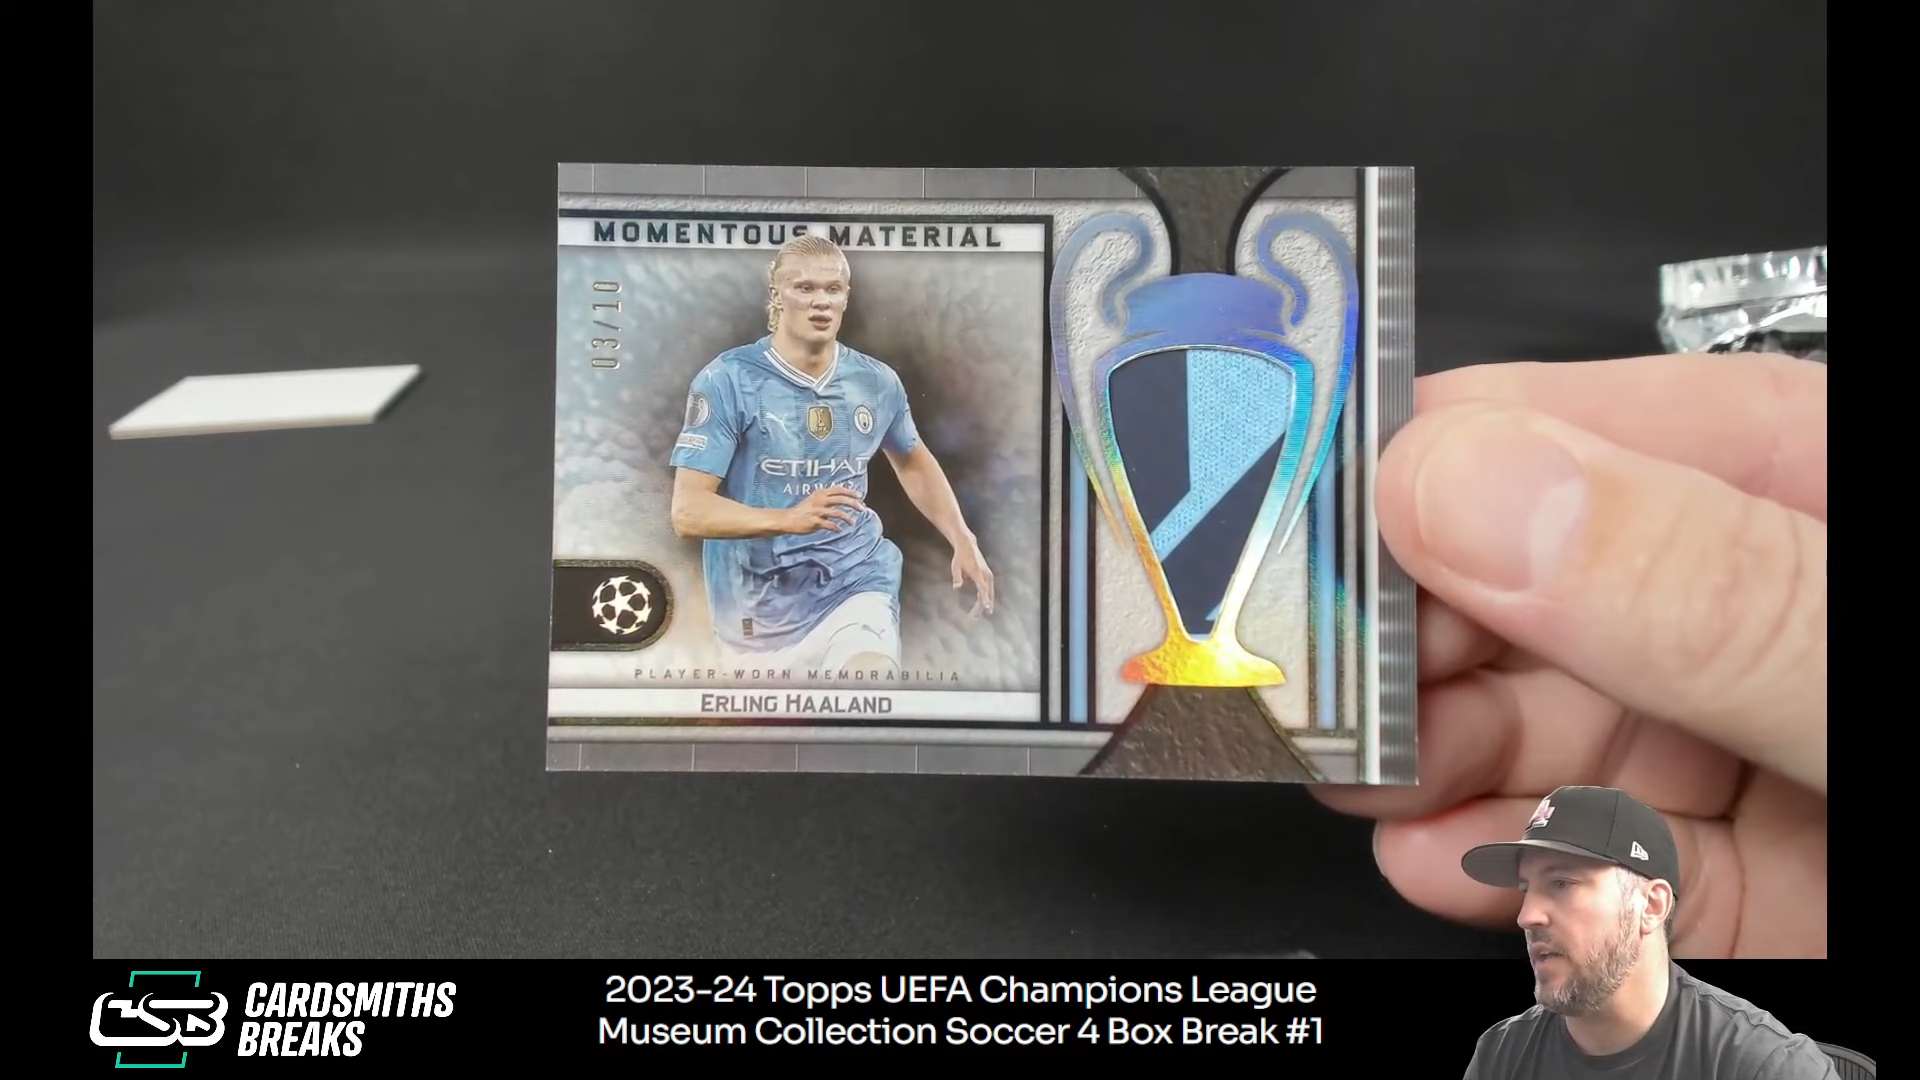 MOMENTOUS MATERIAL
03/10
ETIHAD
AIRWAYS
PLAYER-WORN MEMORABILIA
ERLING HAALAND
CSB
CARDSMITHS
BREAKS
2023-24 Topps UEFA Champions League
Museum Collection Soccer 4 Box Break #1